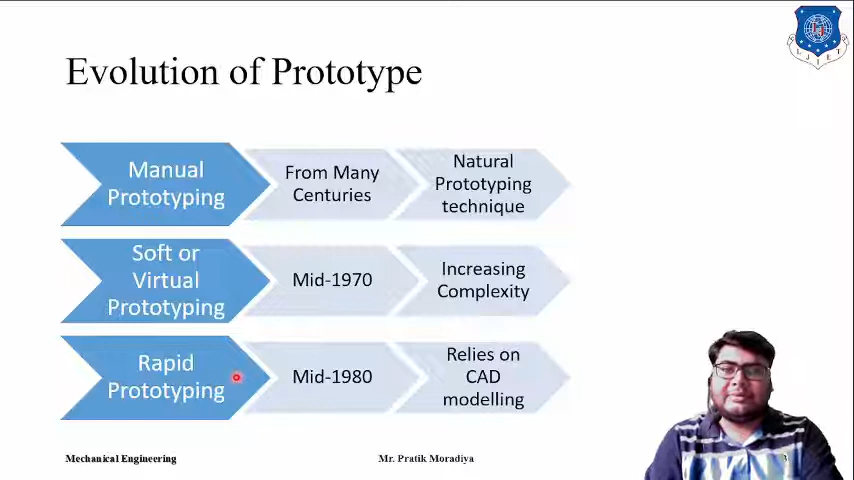 LJIET
Evolution of Prototype
Manual
Prototyping
From Many
Centuries
Natural
Prototyping
technique
Soft or
Virtual
Prototyping
Mid-1970
Increasing
Complexity
Rapid
Prototyping
Mid-1980
Relies on
CAD
modelling
Mechanical Engineering
Mr. Pratik Moradiya